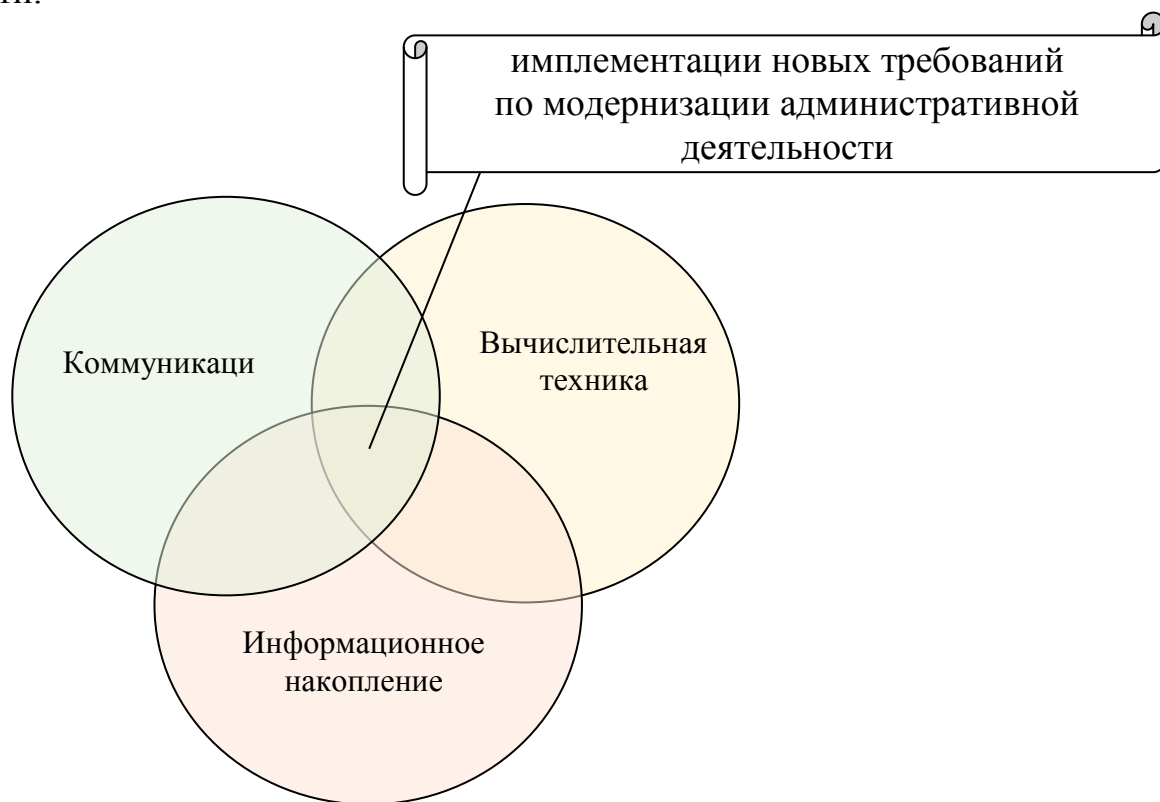 имплементации новых требований
по модернизации административной
деятельности
Коммуникаци
Вычислительная
техника
Информационное
накопление